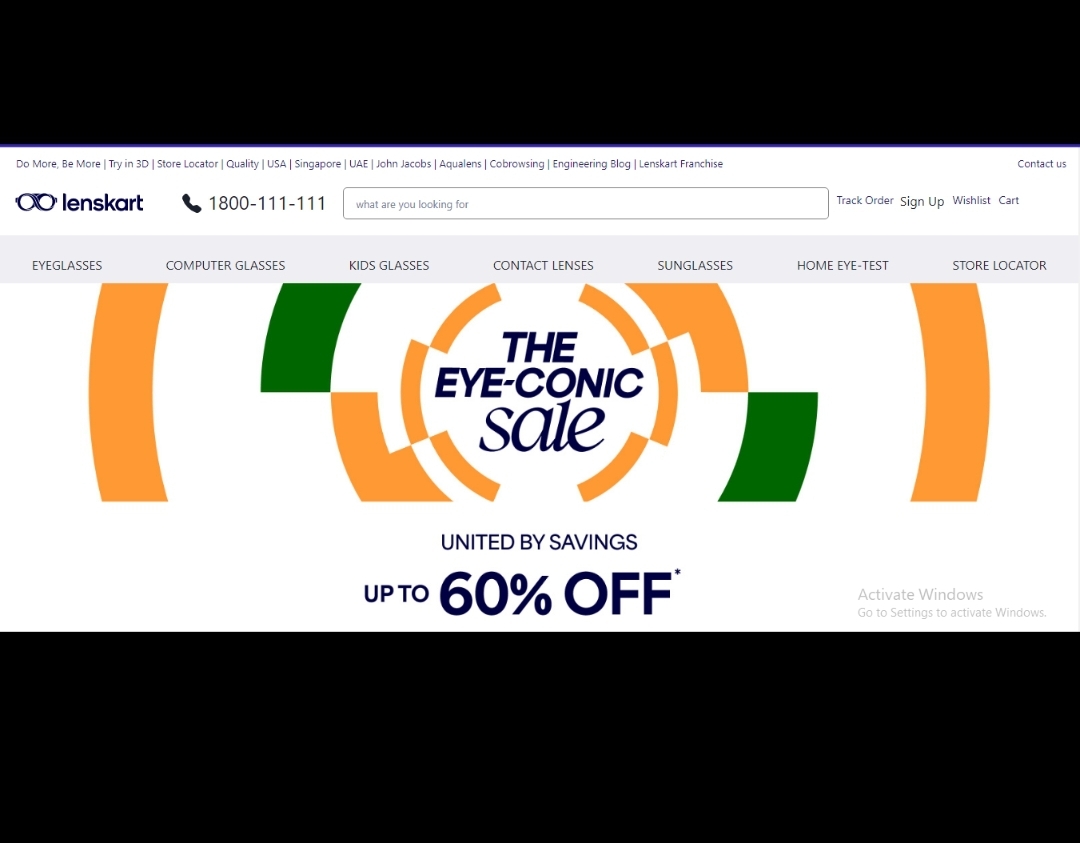 Do More, Be More | Try in 3D | Store Locator | Quality | USA | Singapore | UAE | John Jacobs | Aqualens | Cobrowsing | Engineering Blog | Lenskart Franchise Contact us
lenskart 1800-111-111 what are you looking for Track Order Sign Up Wishlist Cart
EYEGLASSES COMPUTER GLASSES KIDS GLASSES CONTACT LENSES SUNGLASSES HOME EYE-TEST STORE LOCATOR
THE
EYE-CONIC
sale
UNITED BY SAVINGS
UP TO 60% OFF*
Activate Windows
Go to Settings to activate Windows.